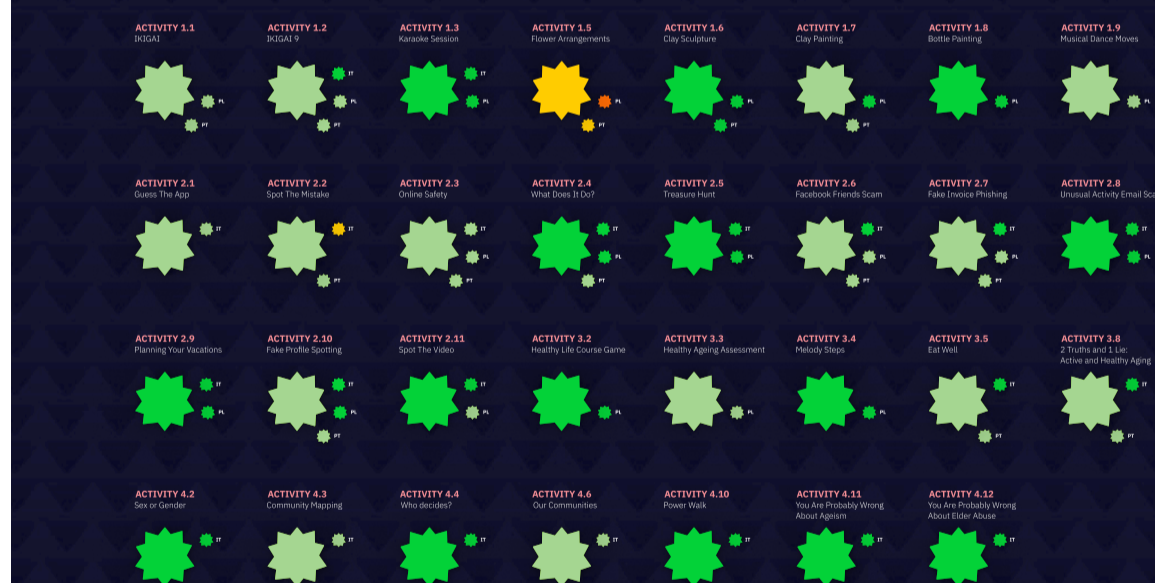 ACTIVITY 1.1
IKIGAI
PL
PT
ACTIVITY 1.2
IKIGAI 9
IT
PL
PT
ACTIVITY 1.3
Karaoke Session
IT
PL
ACTIVITY 1.5
Flower Arrangements
PL
PT
ACTIVITY 1.6
Clay Sculpture
PL
PT
ACTIVITY 1.7
Clay Painting
PL
PT
ACTIVITY 1.8
Bottle Painting
PL
ACTIVITY 1.9
Musical Dance Moves
PL
ACTIVITY 2.1
Guess The App
IT
ACTIVITY 2.2
Spot The Mistake
IT
PT
ACTIVITY 2.3
Online Safety
IT
PL
PT
ACTIVITY 2.4
What Does It Do?
IT
PL
PT
ACTIVITY 2.5
Treasure Hunt
IT
PL
ACTIVITY 2.6
Facebook Friends Scam
IT
PL
PT
ACTIVITY 2.7
Fake Invoice Phishing
IT
PL
PT
ACTIVITY 2.8
Unusual Activity Email Sca
IT
PL
ACTIVITY 2.9
Planning Your Vacations
IT
PL
ACTIVITY 2.10
Fake Profile Spotting
IT
PL
PT
ACTIVITY 2.11
Spot The Video
IT
PL
ACTIVITY 3.2
Healthy Life Course Game
PL
ACTIVITY 3.3
Healthy Ageing Assessment
PL
ACTIVITY 3.4
Melody Steps
PL
ACTIVITY 3.5
Eat Well
IT
PT
ACTIVITY 3.8
2 Truths and 1 Lie:
Active and Healthy Aging
IT
PT
ACTIVITY 4.2
Sex or Gender
IT
ACTIVITY 4.3
Community Mapping
IT
ACTIVITY 4.4
Who decides?
IT
ACTIVITY 4.6
Our Communities
IT
ACTIVITY 4.10
Power Walk
IT
ACTIVITY 4.11
You Are Probably Wrong
About Ageism
IT
ACTIVITY 4.12
You Are Probably Wrong
About Elder Abuse
IT